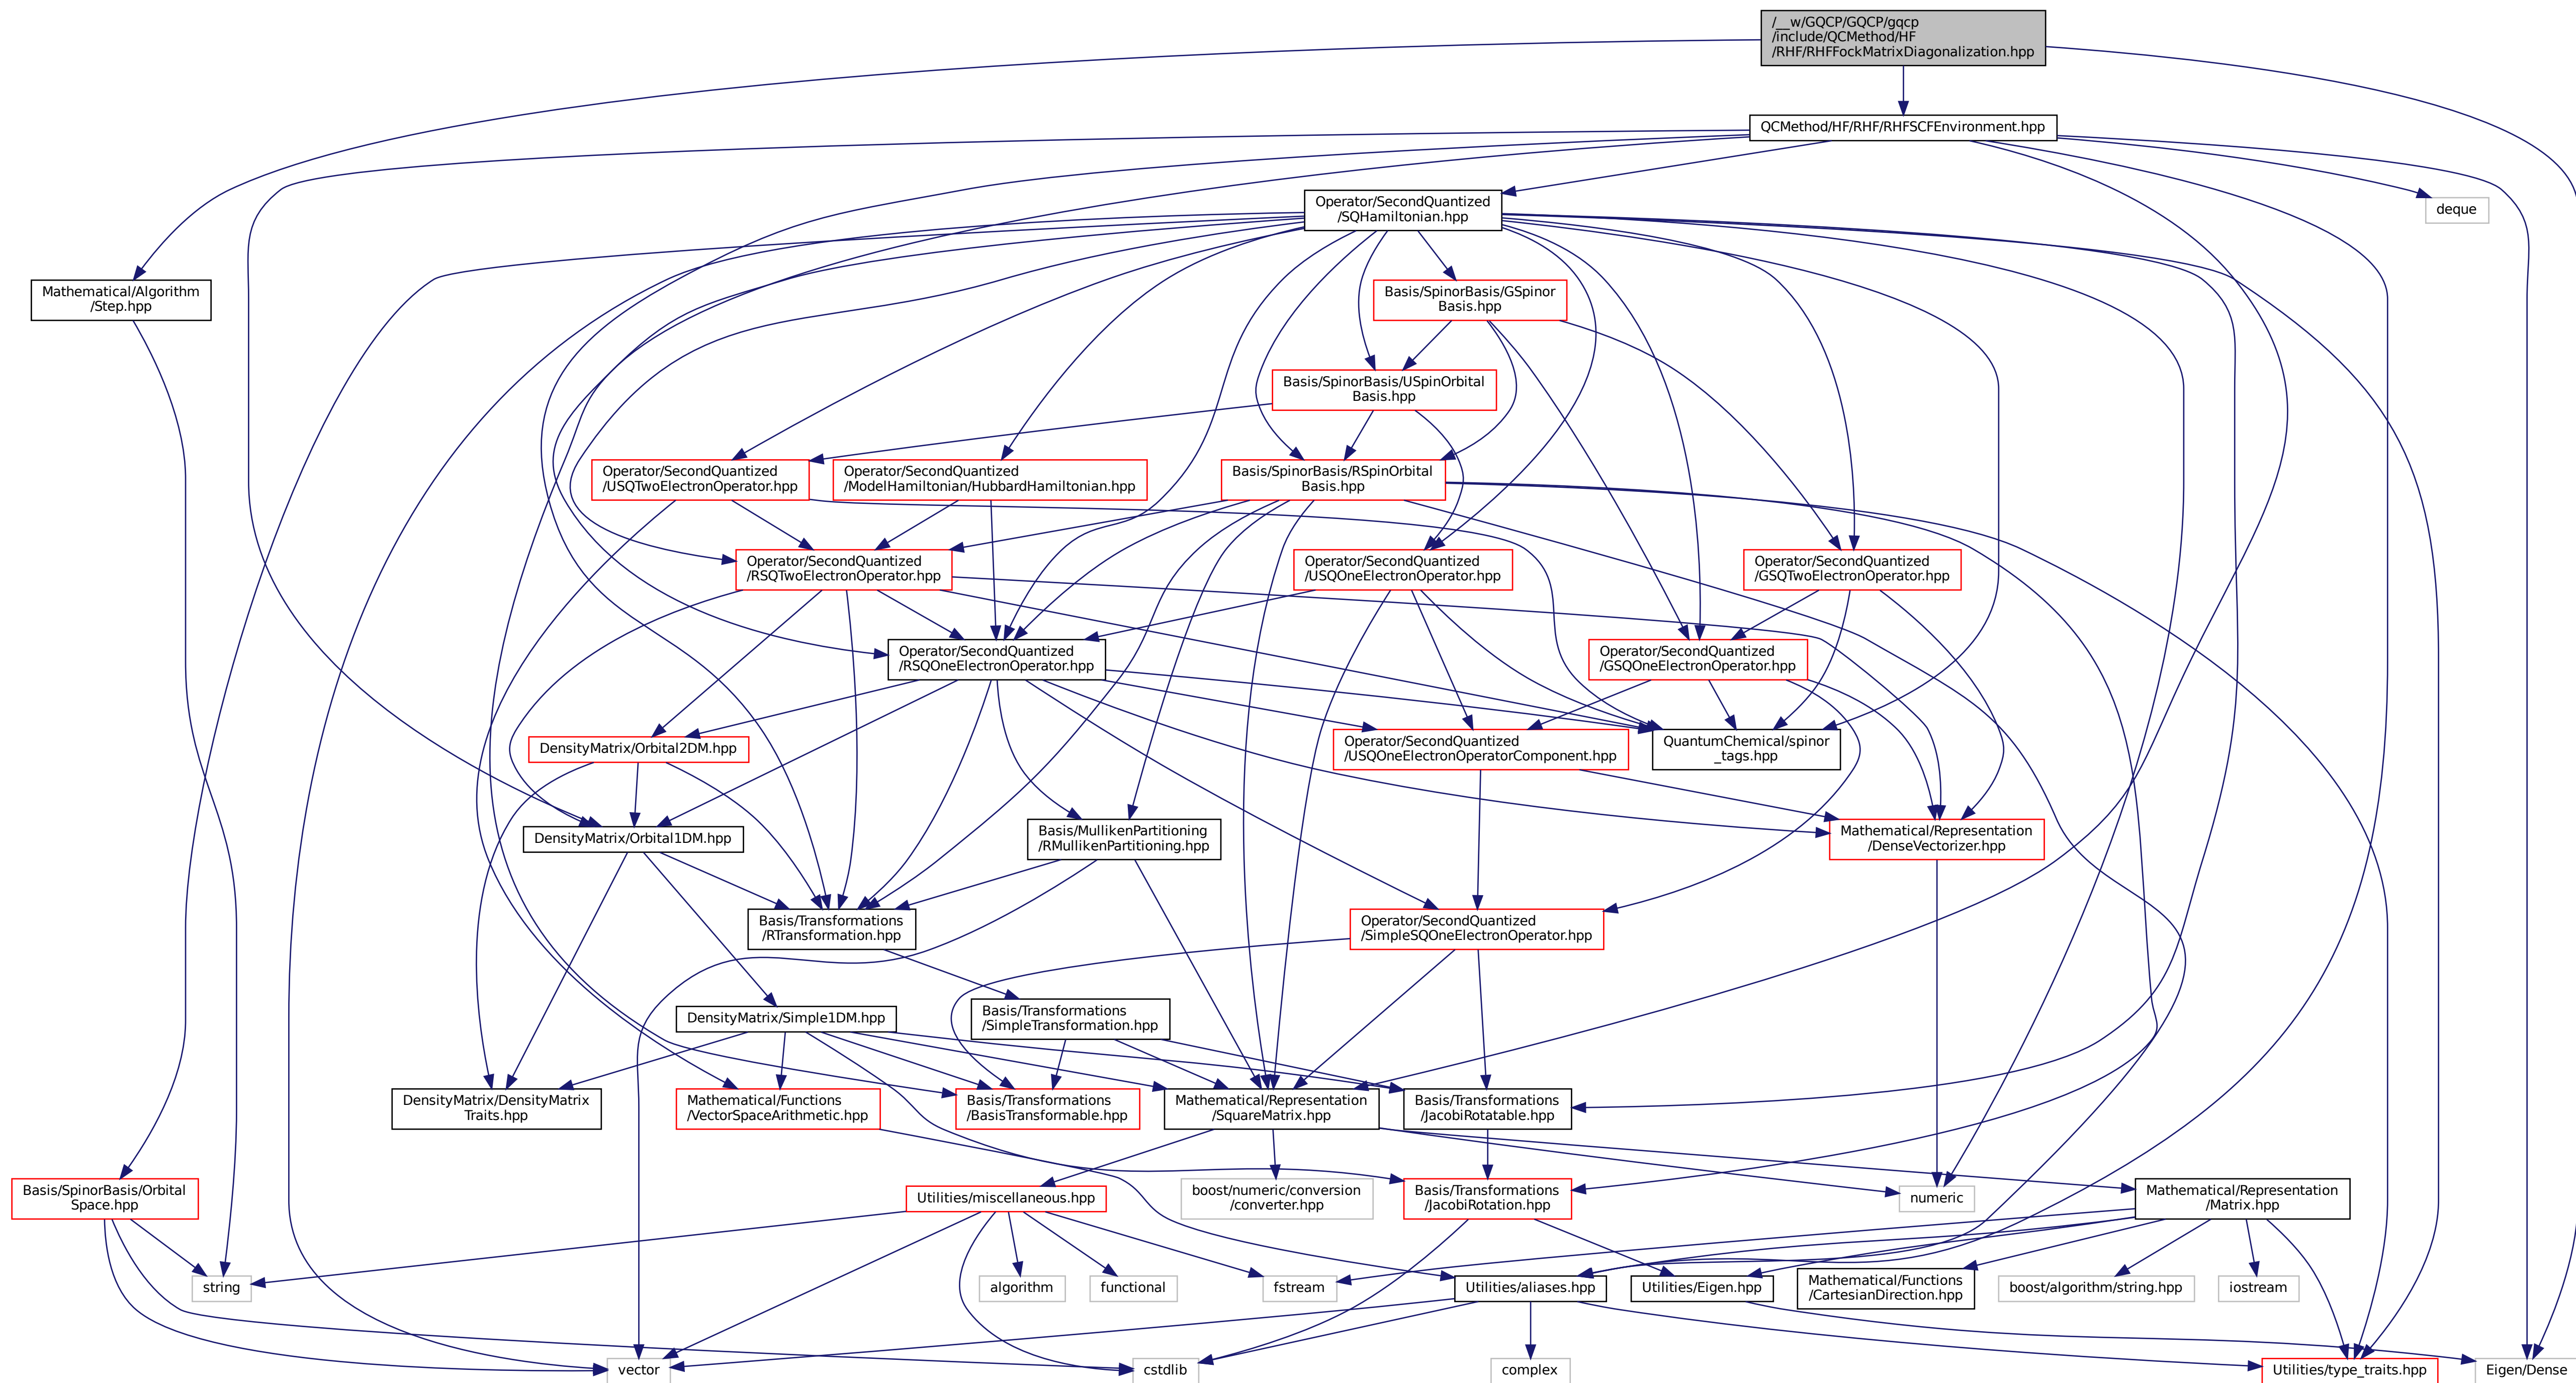 /__w/GQCP/GQCP/gqcp
/include/QCMethod/HF
/RHF/RHFFockMatrixDiagonalization.hpp
QCMethod/HF/RHF/RHFSCFEnvironment.hpp
Operator/SecondQuantized
/SQHamiltonian.hpp
deque
Mathematical/Algorithm
/Step.hpp
Basis/SpinorBasis/GSpinor
Basis.hpp
Basis/SpinorBasis/USpinOrbital
Basis.hpp
Operator/SecondQuantized
/USQTwoElectronOperator.hpp
Operator/SecondQuantized
/ModelHamiltonian/HubbardHamiltonian.hpp
Basis/SpinorBasis/RSpinOrbital
Basis.hpp
Operator/SecondQuantized
/RSQTwoElectronOperator.hpp
Operator/SecondQuantized
/USQOneElectronOperator.hpp
Operator/SecondQuantized
/GSQTwoElectronOperator.hpp
Operator/SecondQuantized
/RSQOneElectronOperator.hpp
Operator/SecondQuantized
/GSQOneElectronOperator.hpp
DensityMatrix/Orbital2DM.hpp
Operator/SecondQuantized
/USQOneElectronOperatorComponent.hpp
QuantumChemical/spinor
_tags.hpp
DensityMatrix/Orbital1DM.hpp
Basis/MullikenPartitioning
/RMullikenPartitioning.hpp
Mathematical/Representation
/DenseVectorizer.hpp
Basis/Transformations
/RTransformation.hpp
Operator/SecondQuantized
/SimpleSQOneElectronOperator.hpp
DensityMatrix/Simple1DM.hpp
Basis/Transformations
/SimpleTransformation.hpp
DensityMatrix/DensityMatrix
Traits.hpp
Mathematical/Functions
/VectorSpaceArithmetic.hpp
Basis/Transformations
/BasisTransformable.hpp
Mathematical/Representation
/SquareMatrix.hpp
Basis/Transformations
/JacobiRotatable.hpp
Basis/SpinorBasis/Orbital
Space.hpp
Utilities/miscellaneous.hpp
boost/numeric/conversion
/converter.hpp
Basis/Transformations
/JacobiRotation.hpp
numeric
Mathematical/Representation
/Matrix.hpp
string
algorithm
functional
fstream
Utilities/aliases.hpp
Utilities/Eigen.hpp
Mathematical/Functions
/CartesianDirection.hpp
boost/algorithm/string.hpp
iostream
vector
cstdlib
complex
Utilities/type_traits.hpp
Eigen/Dense